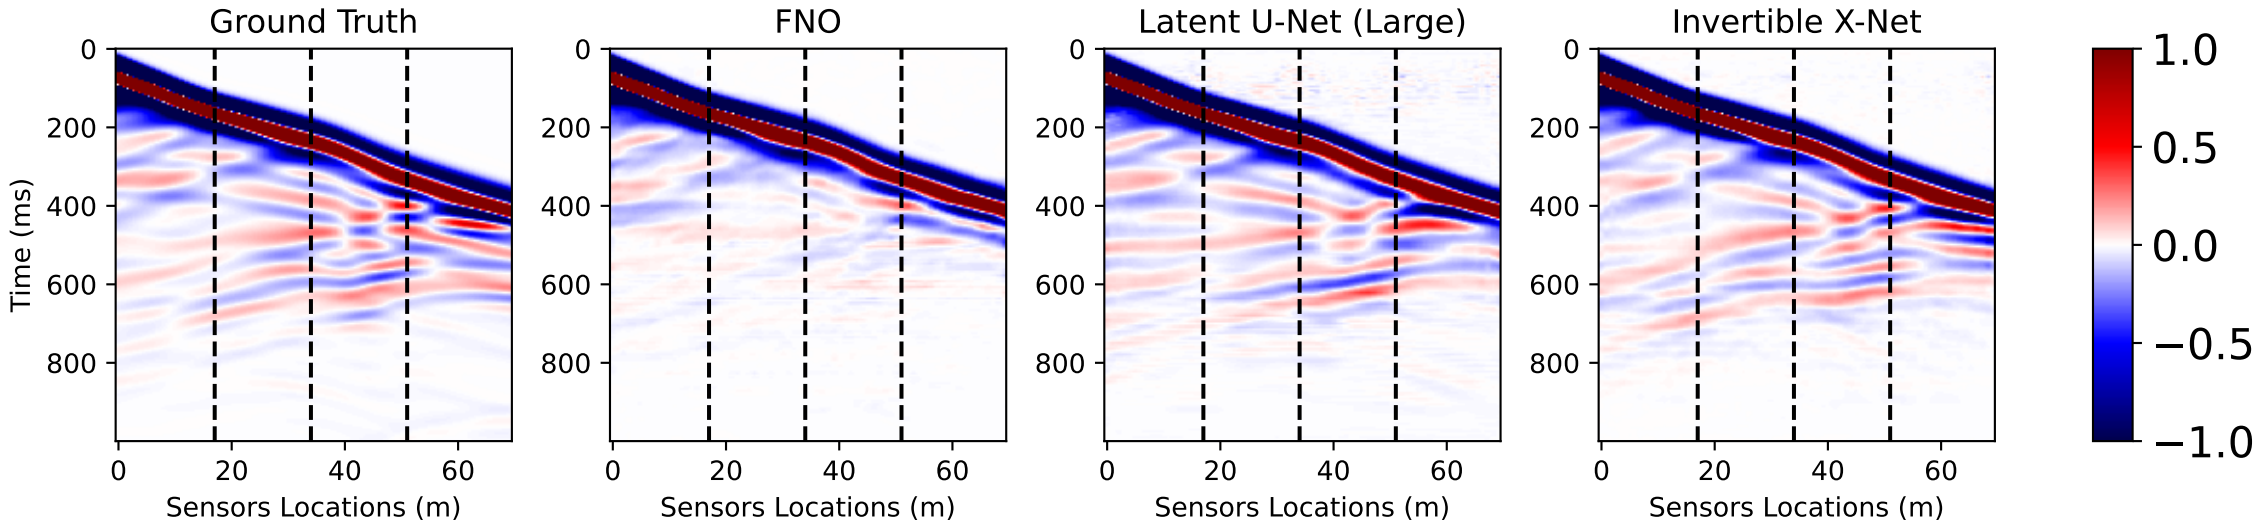 Ground Truth
FNO
Latent U-Net (Large)
Invertible X-Net
Time (ms)
0
200
400
600
800
0
200
400
600
800
0
200
400
600
800
0
200
400
600
800
1.0
0.5
0.0
−0.5
−1.0
0 20 40 60
0 20 40 60
0 20 40 60
0 20 40 60
Sensors Locations (m)
Sensors Locations (m)
Sensors Locations (m)
Sensors Locations (m)